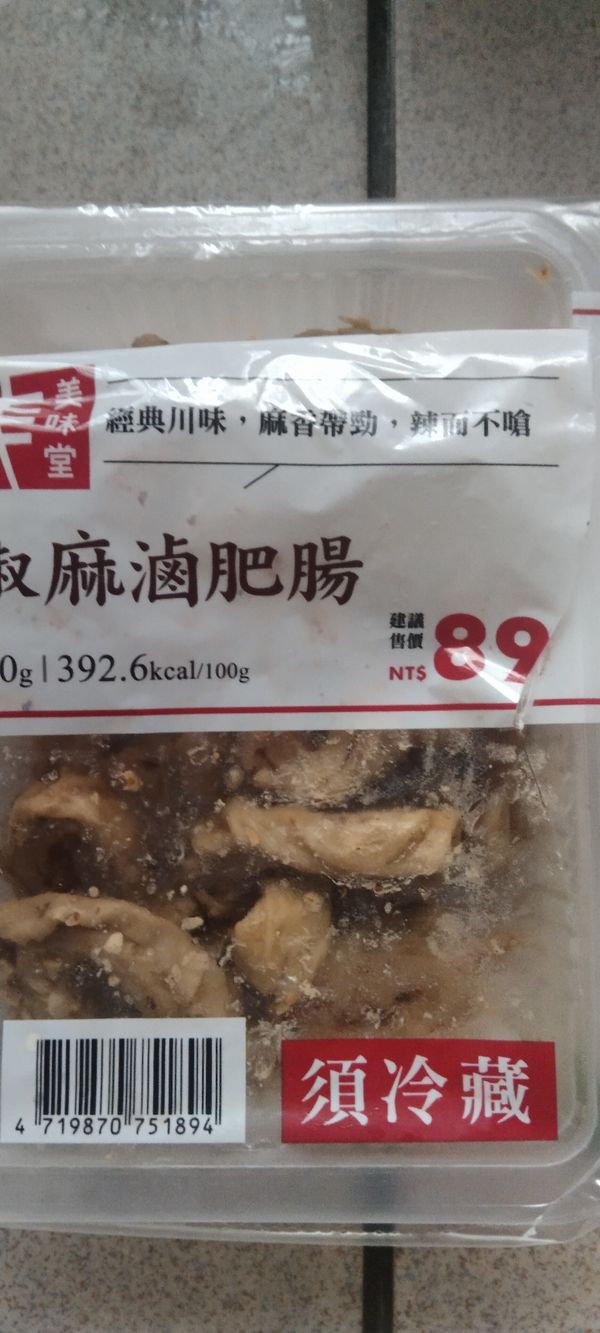 美味堂
經典川味，麻香帶勁，辣而不嗆
椒麻滷肥腸
0g | 392.6kcal/100g
建議售價
NT$ 89
4 719870 751894
須冷藏